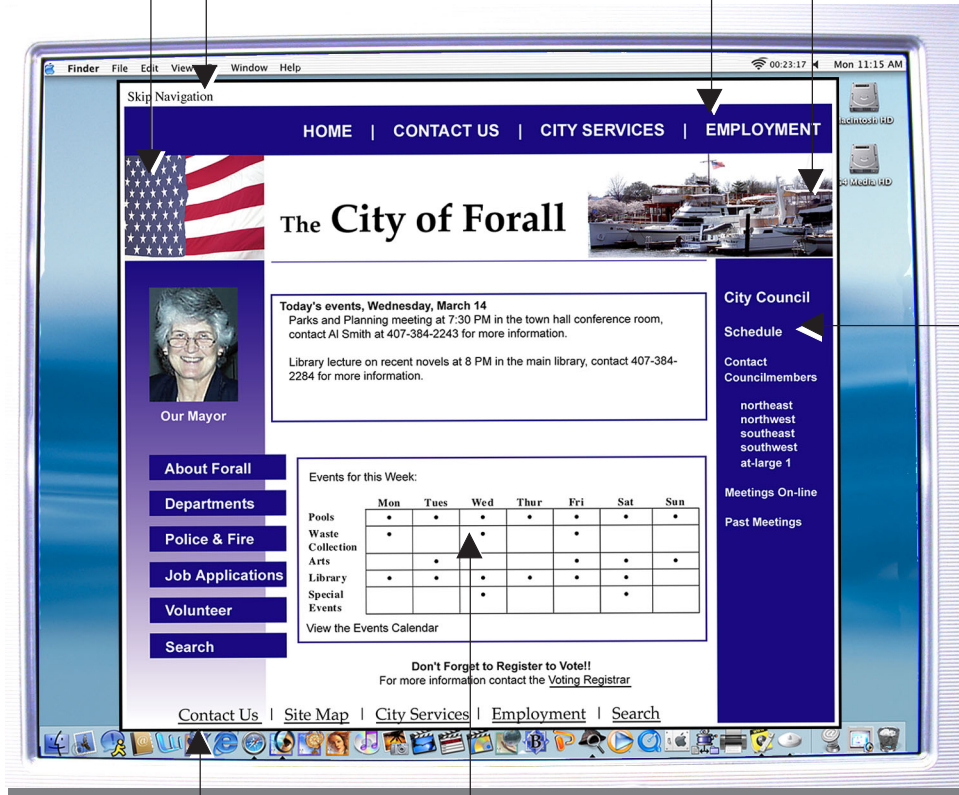 Finder File Edit View Window Help 00:23:17 Mon 11:15 AM
Skip Navigation
Macintosh HD
HOME | CONTACT US | CITY SERVICES | EMPLOYMENT
G4 Media HD
The City of Forall
Our Mayor
About Forall
Departments
Police & Fire
Job Applications
Volunteer
Search
Today's events, Wednesday, March 14
Parks and Planning meeting at 7:30 PM in the town hall conference room,
contact Al Smith at 407-384-2243 for more information.
Library lecture on recent novels at 8 PM in the main library, contact 407-384-
2284 for more information.
Events for this Week:
Mon Tues Wed Thur Fri Sat Sun
Pools • • • • • • •
Waste • • •
Collection
Arts • • • •
Library • • • • • •
Special • •
Events
View the Events Calendar
Don't Forget to Register to Vote!!
For more information contact the Voting Registrar
City Council
Schedule
Contact
Councilmembers
northeast
northwest
southeast
southwest
at-large 1
Meetings On-line
Past Meetings
Contact Us | Site Map | City Services | Employment | Search